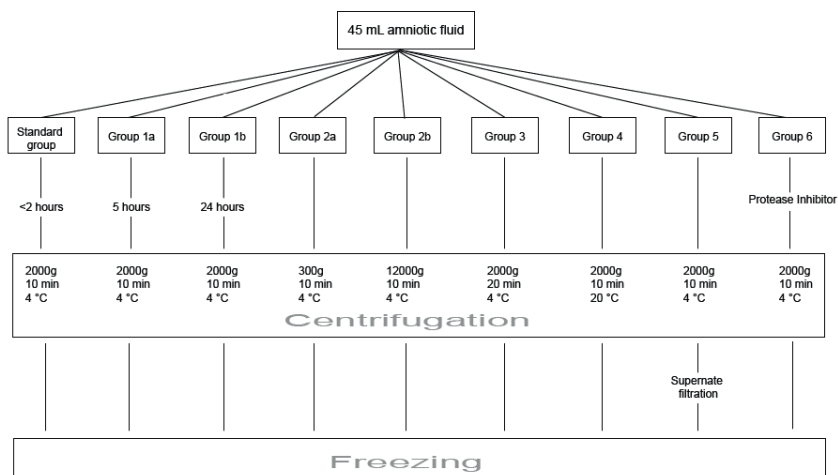 45 mL amniotic fluid
Standard group
Group 1a
Group 1b
Group 2a
Group 2b
Group 3
Group 4
Group 5
Group 6
<2 hours
5 hours
24 hours
Protease Inhibitor
2000g
10 min
4 °C
2000g
10 min
4 °C
2000g
10 min
4 °C
300g
10 min
4 °C
12000g
10 min
4 °C
2000g
20 min
4 °C
2000g
10 min
20 °C
2000g
10 min
4 °C
2000g
10 min
4 °C
Centrifugation
Supernate
filtration
Freezing